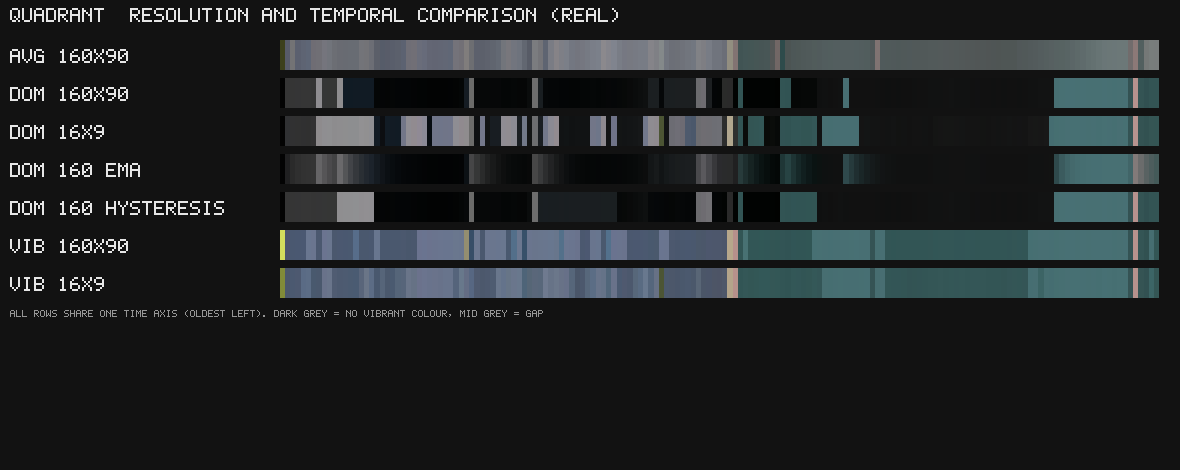 QUADRANT  RESOLUTION AND TEMPORAL COMPARISON (REAL)
AVG 160X90
DOM 160X90
DOM 16X9
DOM 160 EMA
DOM 160 HYSTERESIS
VIB 160X90
VIB 16X9
ALL ROWS SHARE ONE TIME AXIS (OLDEST LEFT). DARK GREY = NO VIBRANT COLOUR, MID GREY = GAP